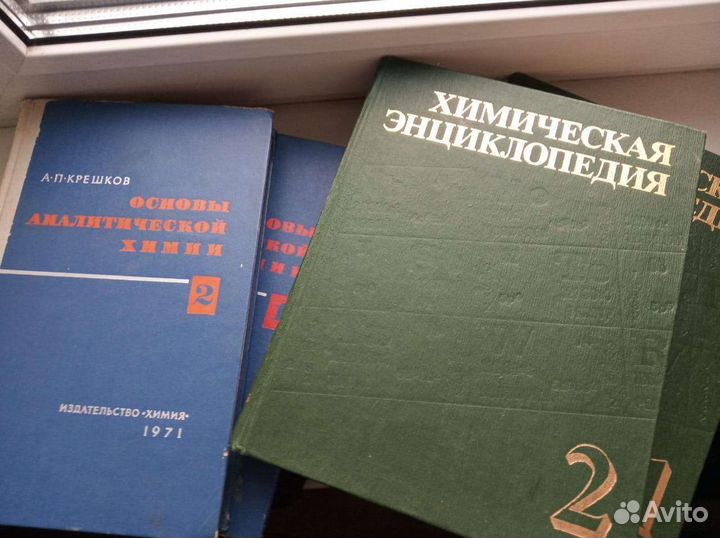 А·П·КРЕШКОВ
ОСНОВЫ
АНАЛИТИЧЕСКОЙ
ХИМИИ
2
ИЗДАТЕЛЬСТВО «ХИМИЯ»
1971
ХИМИЧЕСКАЯ
ЭНЦИКЛОПЕДИЯ
2
1
Avito